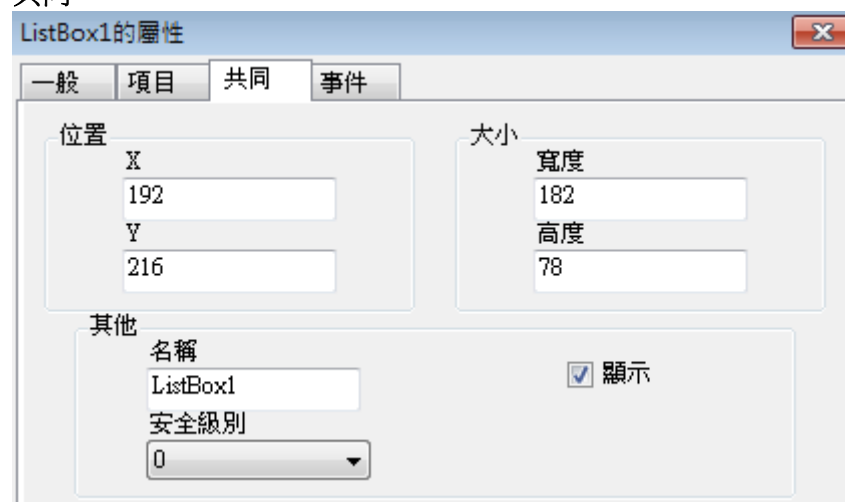 共同
ListBox1的屬性
一般 項目 共同 事件
位置
X
192
Y
216
大小
寬度
182
高度
78
其他
名稱
ListBox1
安全級別
0
顯示